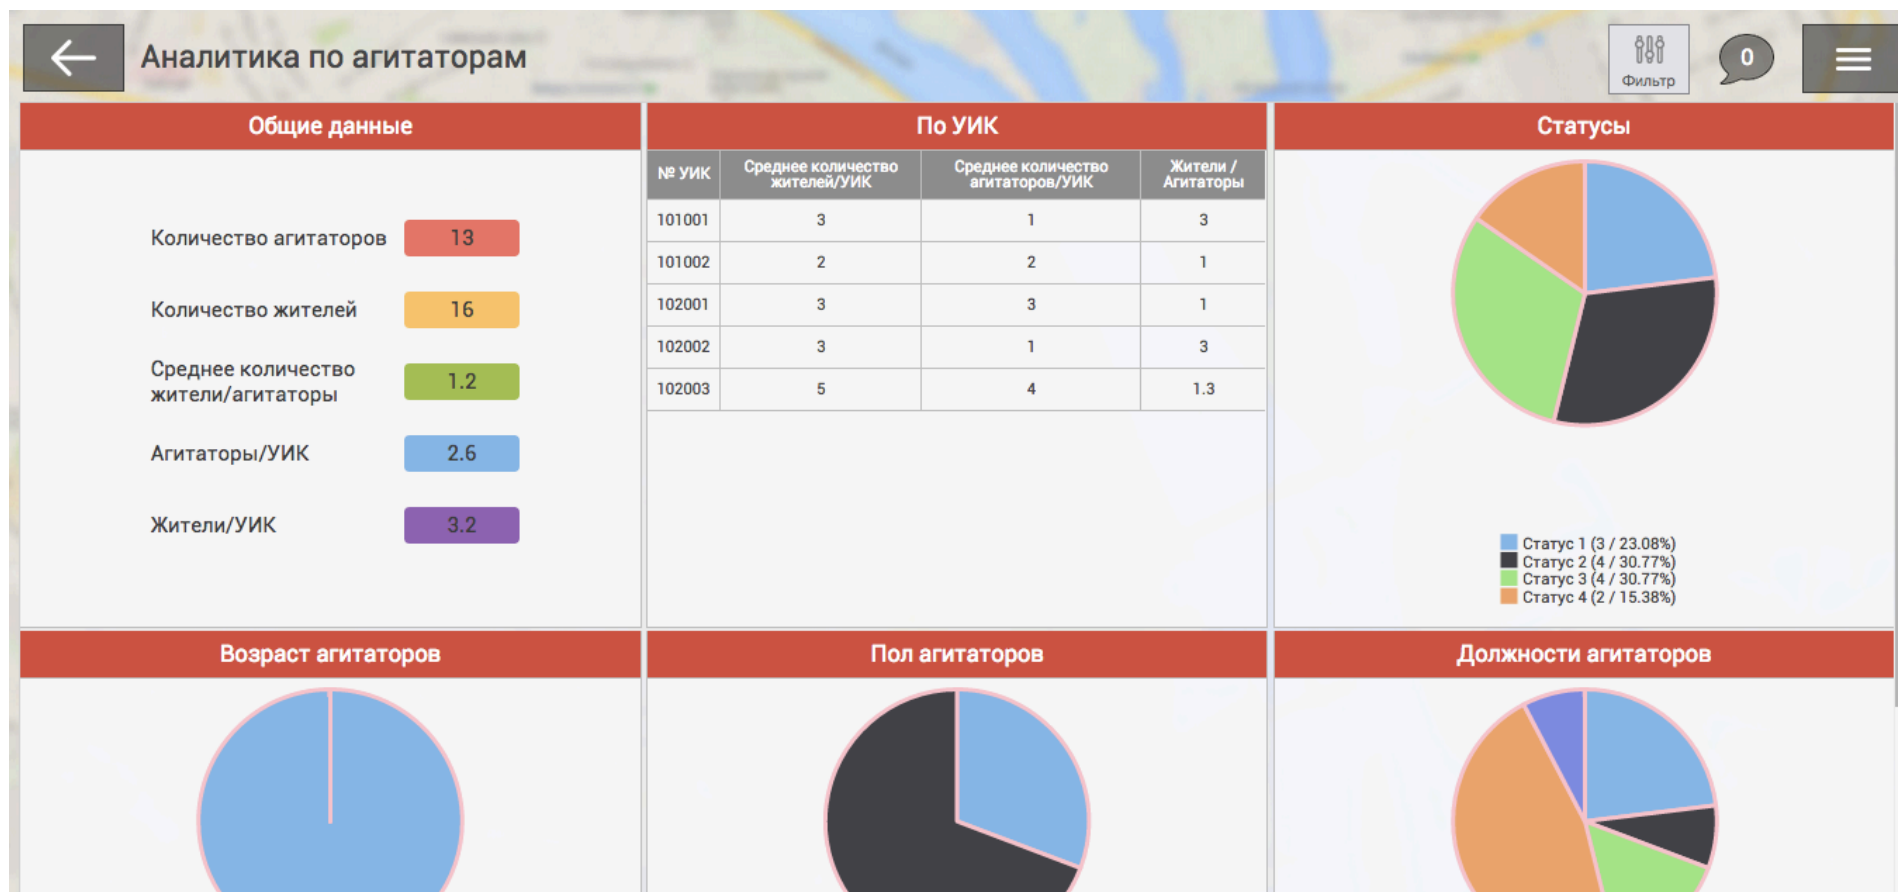 Аналитика по агитаторам
Фильтр
0
Общие данные
Количество агитаторов 13
Количество жителей 16
Среднее количество
жители/агитаторы 1.2
Агитаторы/УИК 2.6
Жители/УИК 3.2
По УИК
№ УИК Среднее количество жителей/УИК Среднее количество агитаторов/УИК Жители / Агитаторы
101001 3 1 3
101002 2 2 1
102001 3 3 1
102002 3 1 3
102003 5 4 1.3
Статусы
Статус 1 (3 / 23.08%)
Статус 2 (4 / 30.77%)
Статус 3 (4 / 30.77%)
Статус 4 (2 / 15.38%)
Возраст агитаторов
Пол агитаторов
Должности агитаторов